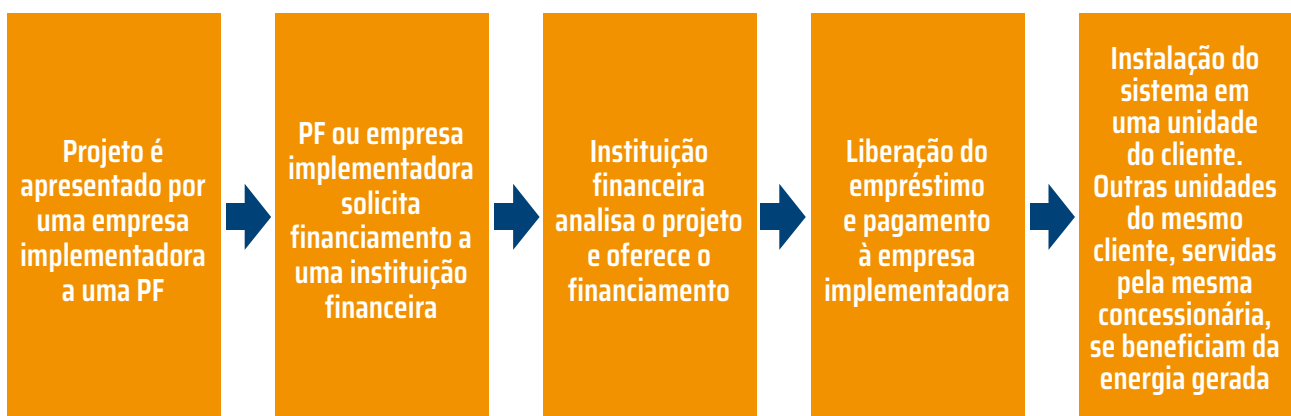 Projeto é
apresentado por
uma empresa
implementadora
a uma PF
PF ou empresa
implementadora
solicita
financiamento a
uma instituição
financeira
Instituição
financeira
analisa o projeto
e oferece o
financiamento
Liberação do
empréstimo
e pagamento
à empresa
implementadora
Instalação do
sistema em
uma unidade
do cliente.
Outras unidades
do mesmo
cliente, servidas
pela mesma
concessionária,
se beneficiam da
energia gerada